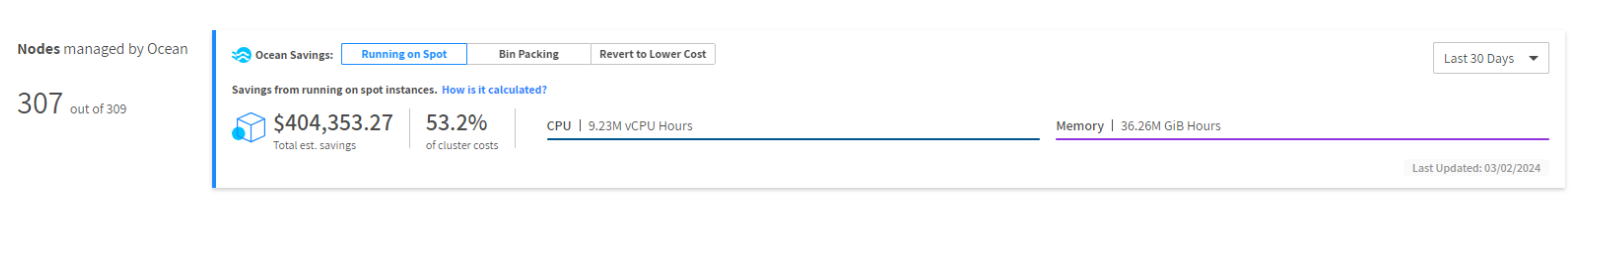 Nodes managed by Ocean
307 out of 309
Ocean Savings: Running on Spot Bin Packing Revert to Lower Cost
Last 30 Days
Savings from running on spot instances. How is it calculated?
$404,353.27
Total est. savings
53.2%
of cluster costs
CPU | 9.23M vCPU Hours
Memory | 36.26M GiB Hours
Last Updated: 03/02/2024